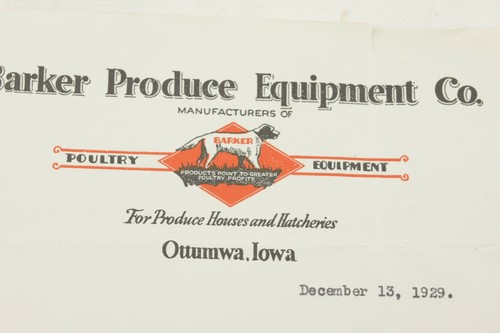 Barker Produce Equipment Co.
MANUFACTURERS OF
BARKER
POULTRY EQUIPMENT
PRODUCTS POINT TO GREATER
POULTRY PROFITS
For Produce Houses and Hatcheries
Ottumwa, Iowa
December 13, 1929.